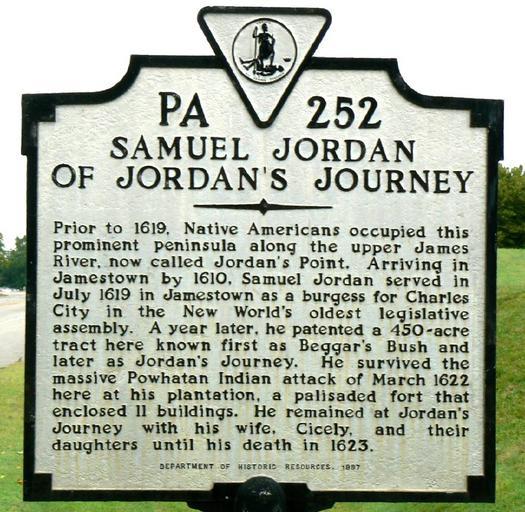 PA 252
SAMUEL JORDAN
OF JORDAN'S JOURNEY
Prior to 1619, Native Americans occupied this
prominent peninsula along the upper James
River, now called Jordan's Point. Arriving in
Jamestown by 1610, Samuel Jordan served in
July 1619 in Jamestown as a burgess for Charles
City in the New World's oldest legislative
assembly. A year later, he patented a 450-acre
tract here known first as Beggar's Bush and
later as Jordan's Journey. He survived the
massive Powhatan Indian attack of March 1622
here at his plantation, a palisaded fort that
enclosed 11 buildings. He remained at Jordan's
Journey with his wife, Cicely, and their
daughters until his death in 1623.
DEPARTMENT OF HISTORIC RESOURCES, 1997